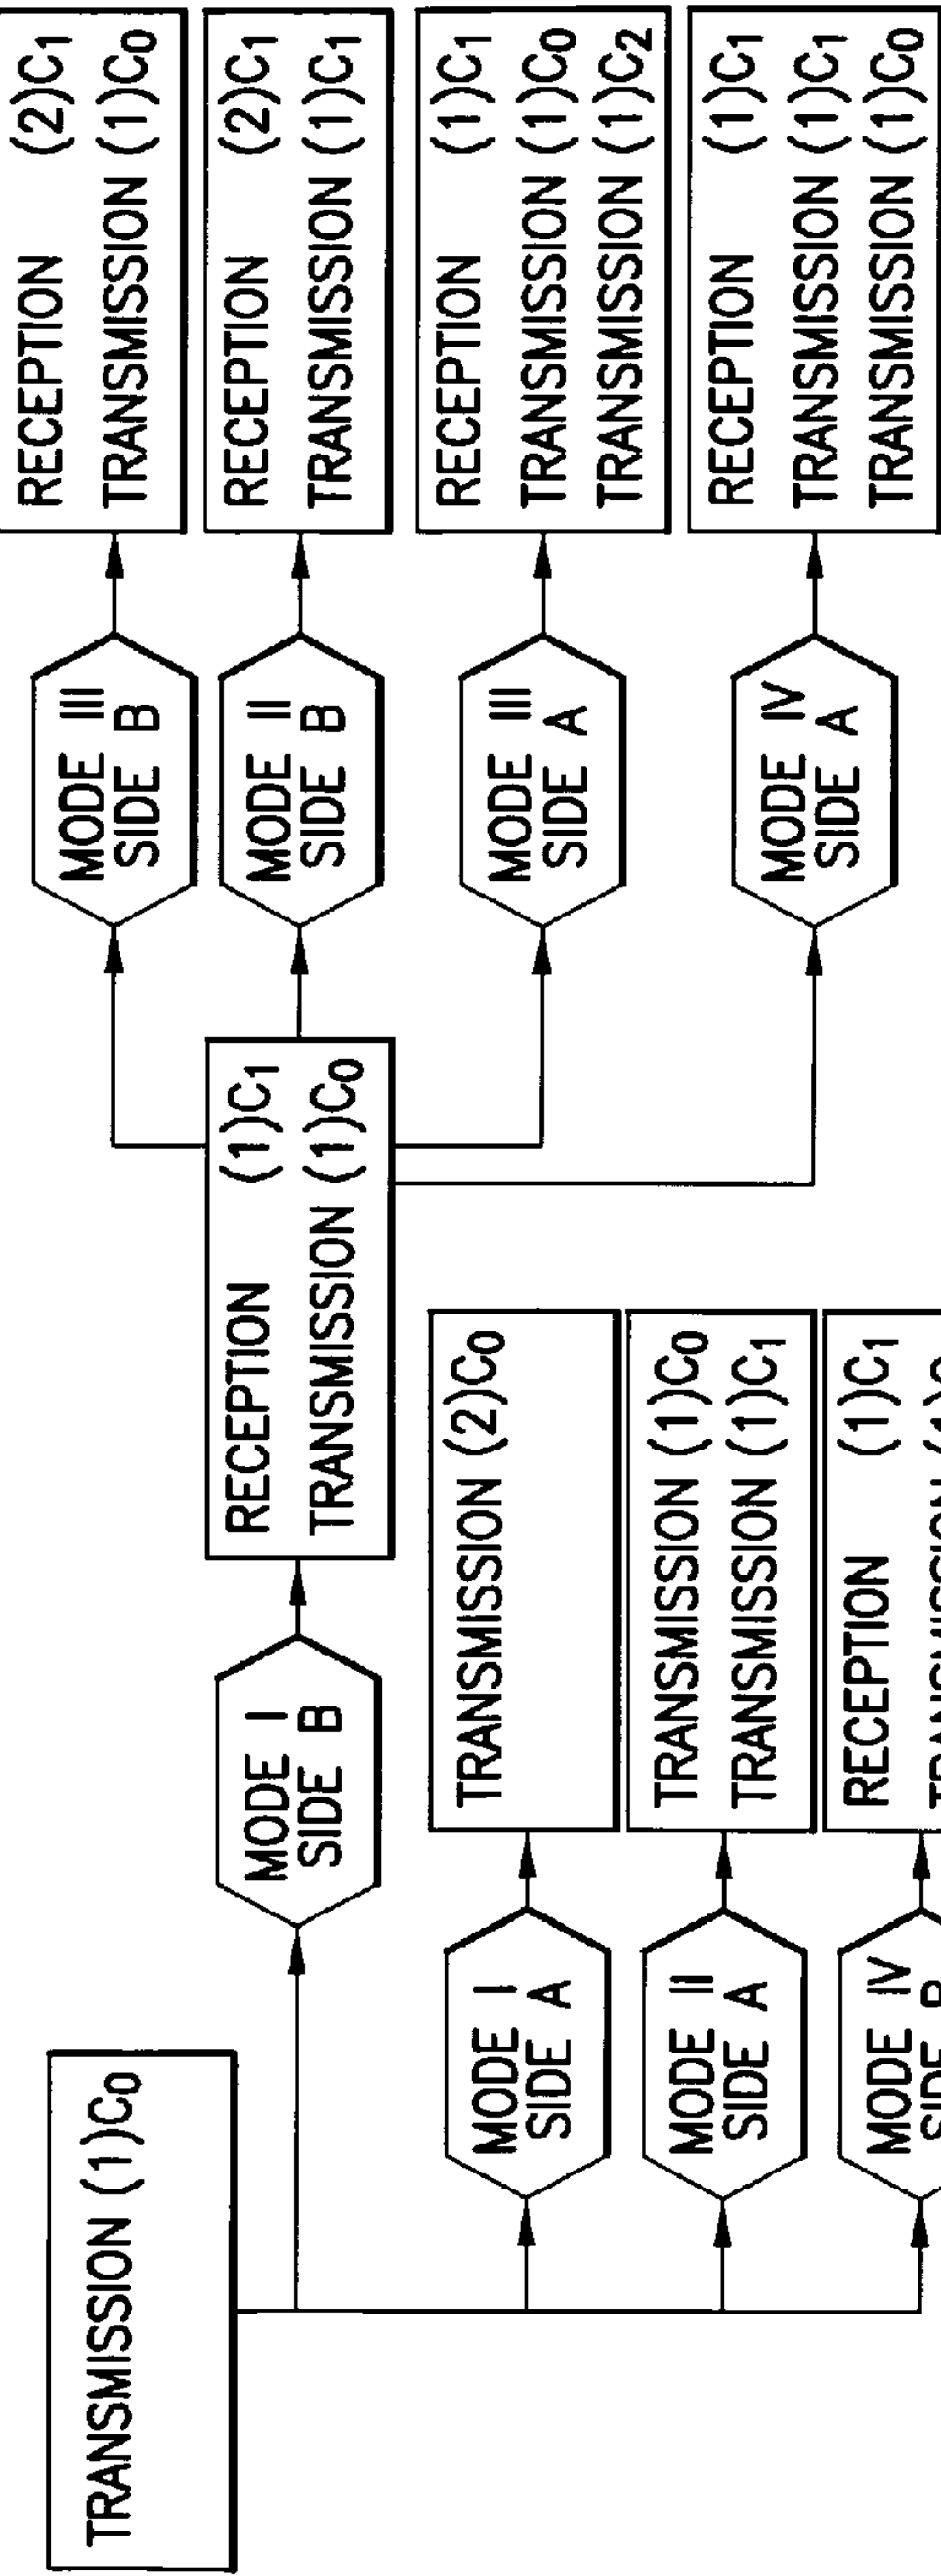 TRANSMISSION (1)C0
MODE I
SIDE B
RECEPTION (1)C1
TRANSMISSION (1)C0
MODE III
SIDE B
RECEPTION (2)C1
TRANSMISSION (1)C0
MODE II
SIDE B
RECEPTION (2)C1
TRANSMISSION (1)C1
MODE III
SIDE A
RECEPTION (1)C1
TRANSMISSION (1)C0
TRANSMISSION (1)C2
MODE IV
SIDE A
RECEPTION (1)C1
TRANSMISSION (1)C1
TRANSMISSION (1)C0
MODE I
SIDE A
TRANSMISSION (2)C0
MODE II
SIDE A
TRANSMISSION (1)C0
TRANSMISSION (1)C1
MODE IV
SIDE B
RECEPTION (1)C1
TRANSMISSION